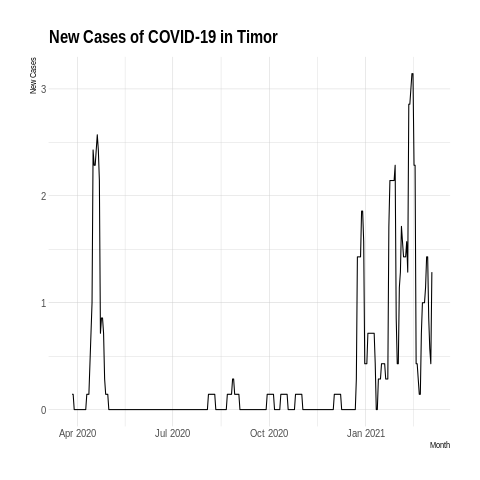 New Cases of COVID-19 in Timor
New Cases
3
2
1
0
Apr 2020 Jul 2020 Oct 2020 Jan 2021
Month